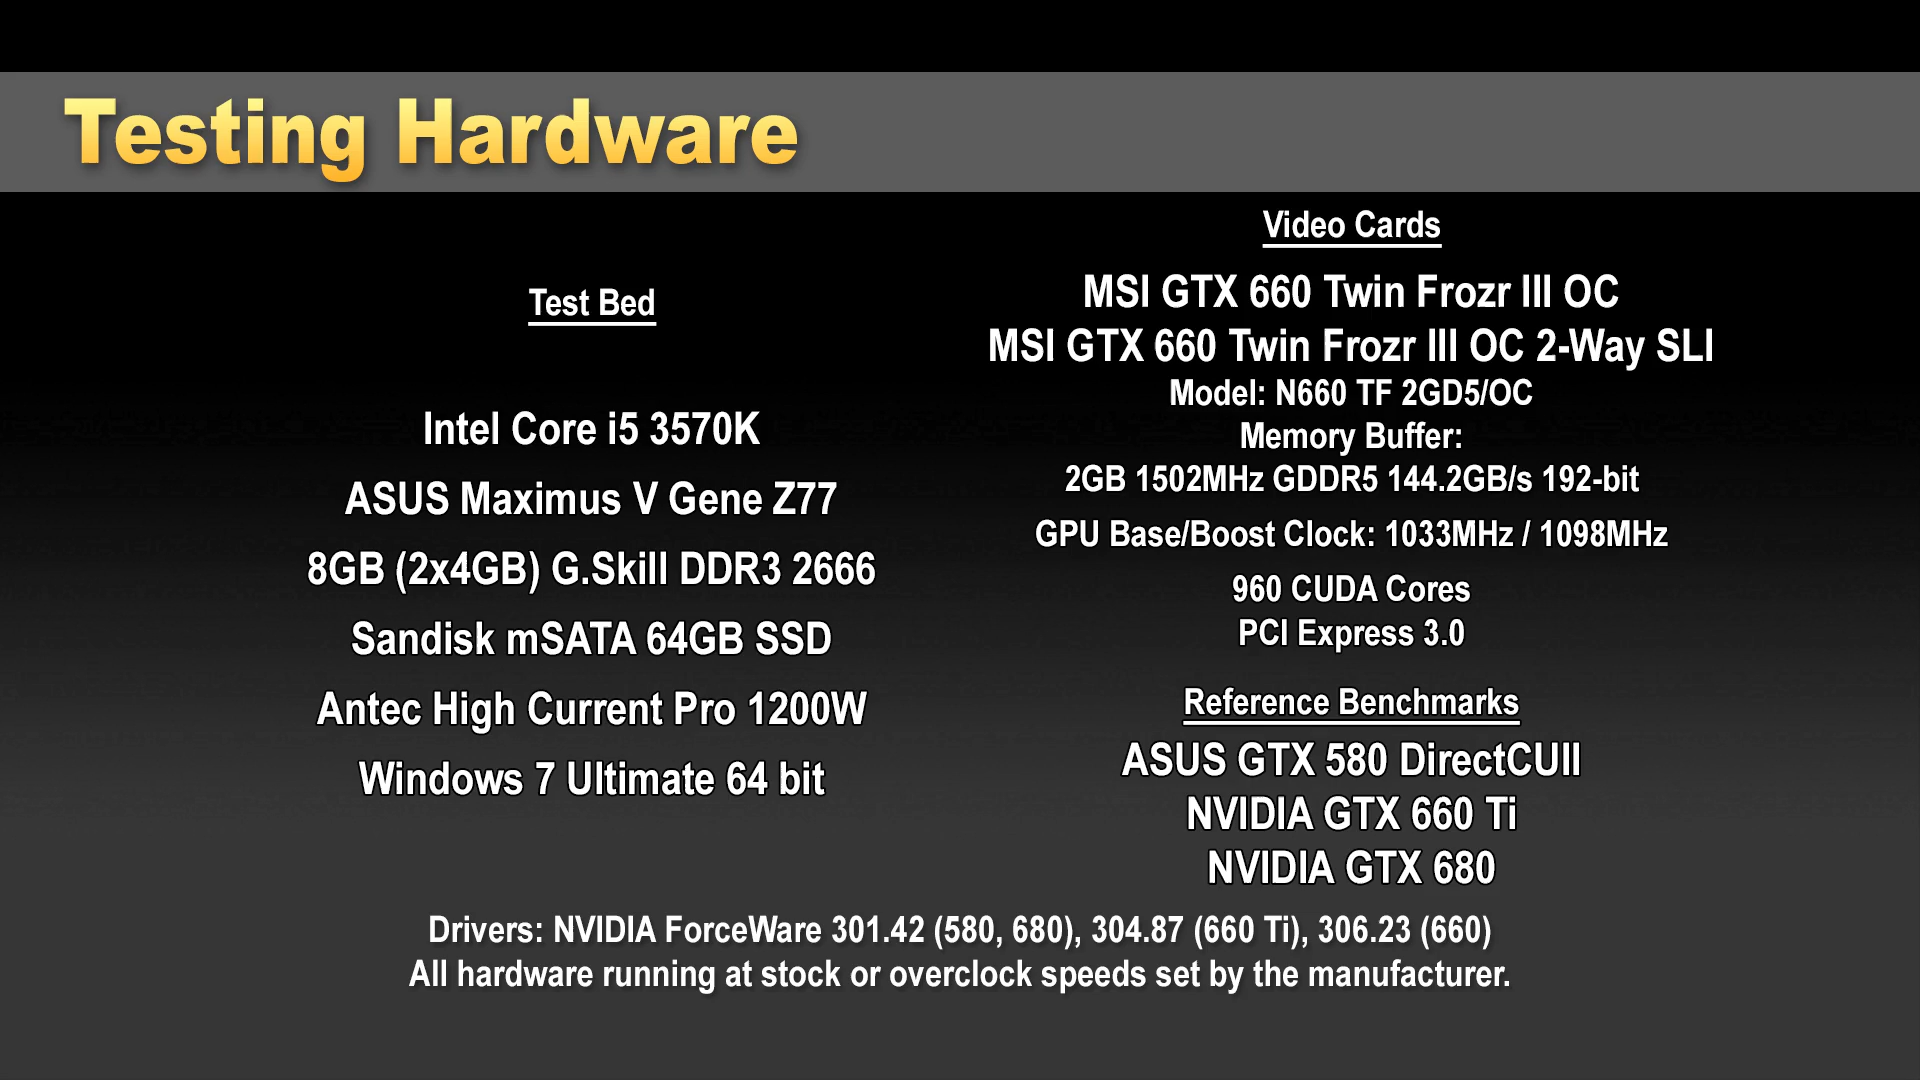 Testing Hardware
Test Bed
Intel Core i5 3570K
ASUS Maximus V Gene Z77
8GB (2x4GB) G.Skill DDR3 2666
Sandisk mSATA 64GB SSD
Antec High Current Pro 1200W
Windows 7 Ultimate 64 bit
Video Cards
MSI GTX 660 Twin Frozr III OC
MSI GTX 660 Twin Frozr III OC 2-Way SLI
Model: N660 TF 2GD5/OC
Memory Buffer:
2GB 1502MHz GDDR5 144.2GB/s 192-bit
GPU Base/Boost Clock: 1033MHz / 1098MHz
960 CUDA Cores
PCI Express 3.0
Reference Benchmarks
ASUS GTX 580 DirectCUII
NVIDIA GTX 660 Ti
NVIDIA GTX 680
Drivers: NVIDIA ForceWare 301.42 (580, 680), 304.87 (660 Ti), 306.23 (660)
All hardware running at stock or overclock speeds set by the manufacturer.